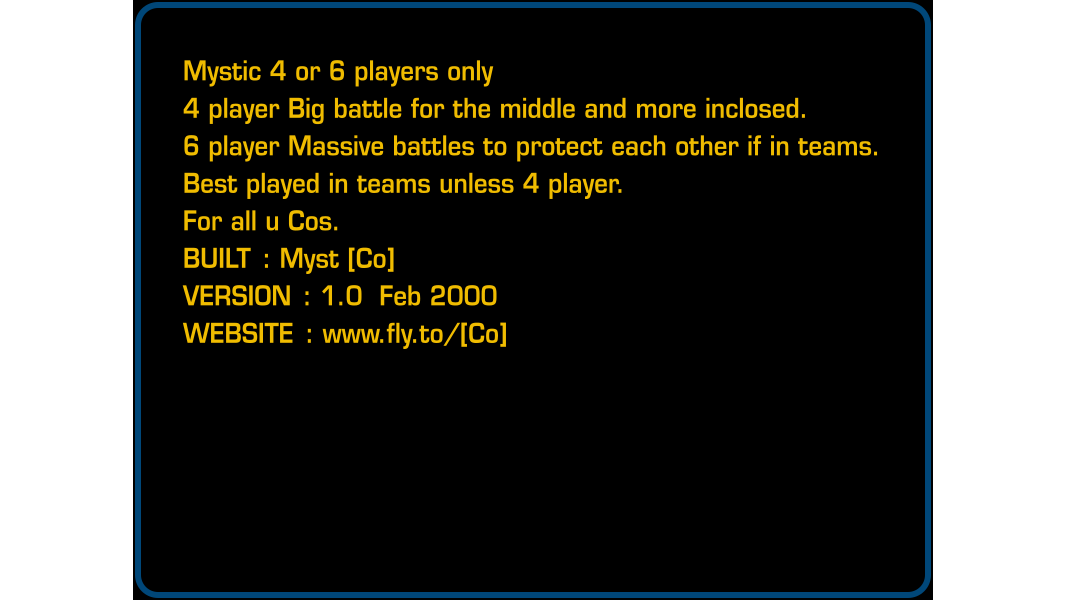 Mystic 4 or 6 players only
4 player Big battle for the middle and more inclosed.
6 player Massive battles to protect each other if in teams.
Best played in teams unless 4 player.
For all u Cos.
BUILT : Myst [Co]
VERSION : 1.0 Feb 2000
WEBSITE : www.fly.to/[Co]